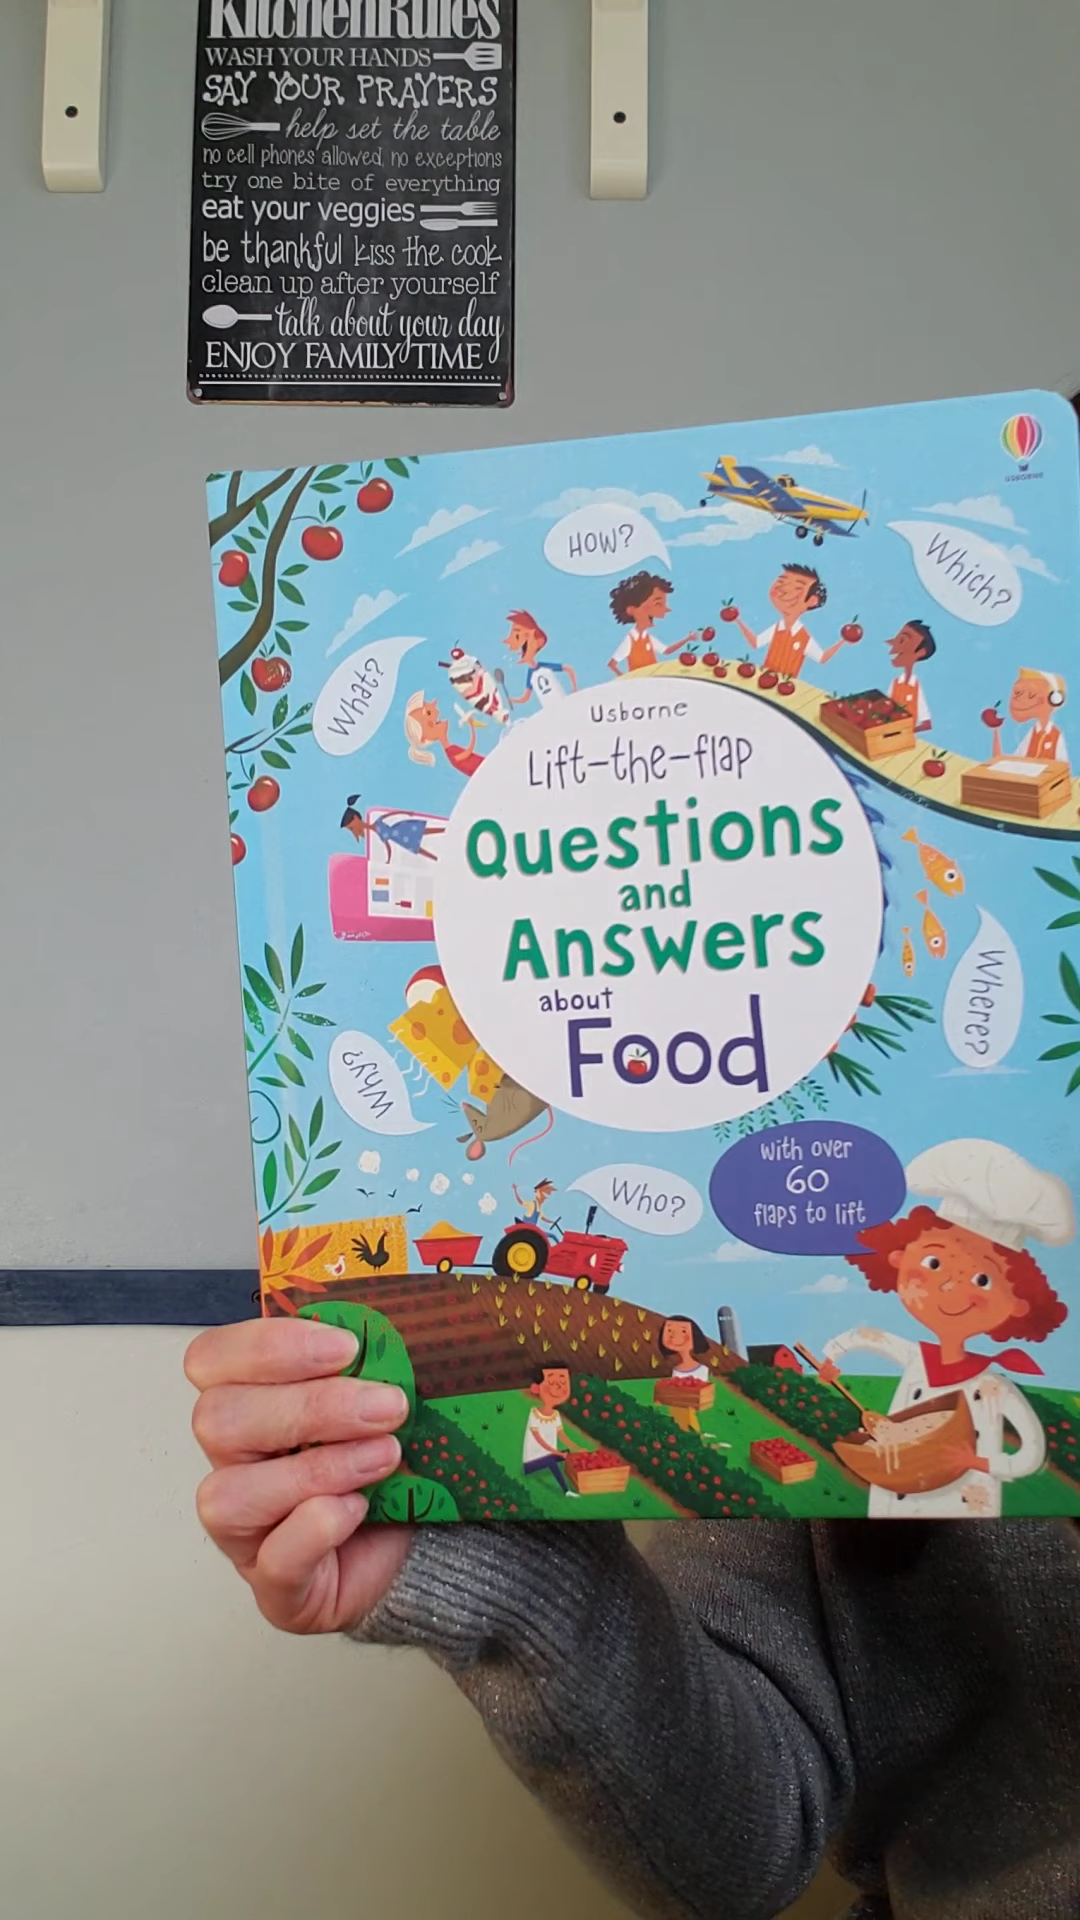 KitchenRules
WASH YOUR HANDS
SAY YOUR PRAYERS
help set the table
no cell phones allowed, no exceptions
try one bite of everything
eat your veggies
be thankful kiss the cook
clean up after yourself
talk about your day
ENJOY FAMILY TIME
USBORNE
HOW?
Which?
What?
Usborne
Lift-the-flap
Questions
and
Answers
about
Food
Where?
Why?
Who?
With over
60
flaps to lift